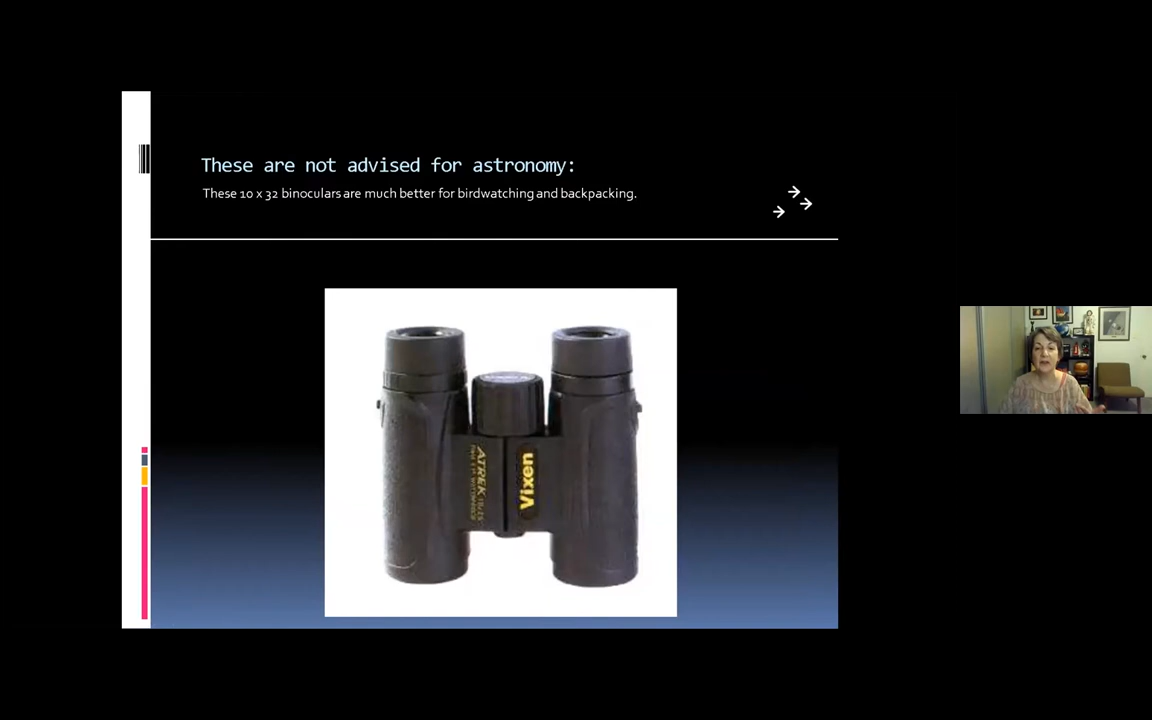 These are not advised for astronomy:
These 10 x 32 binoculars are much better for birdwatching and backpacking.
Vixen
ATREK